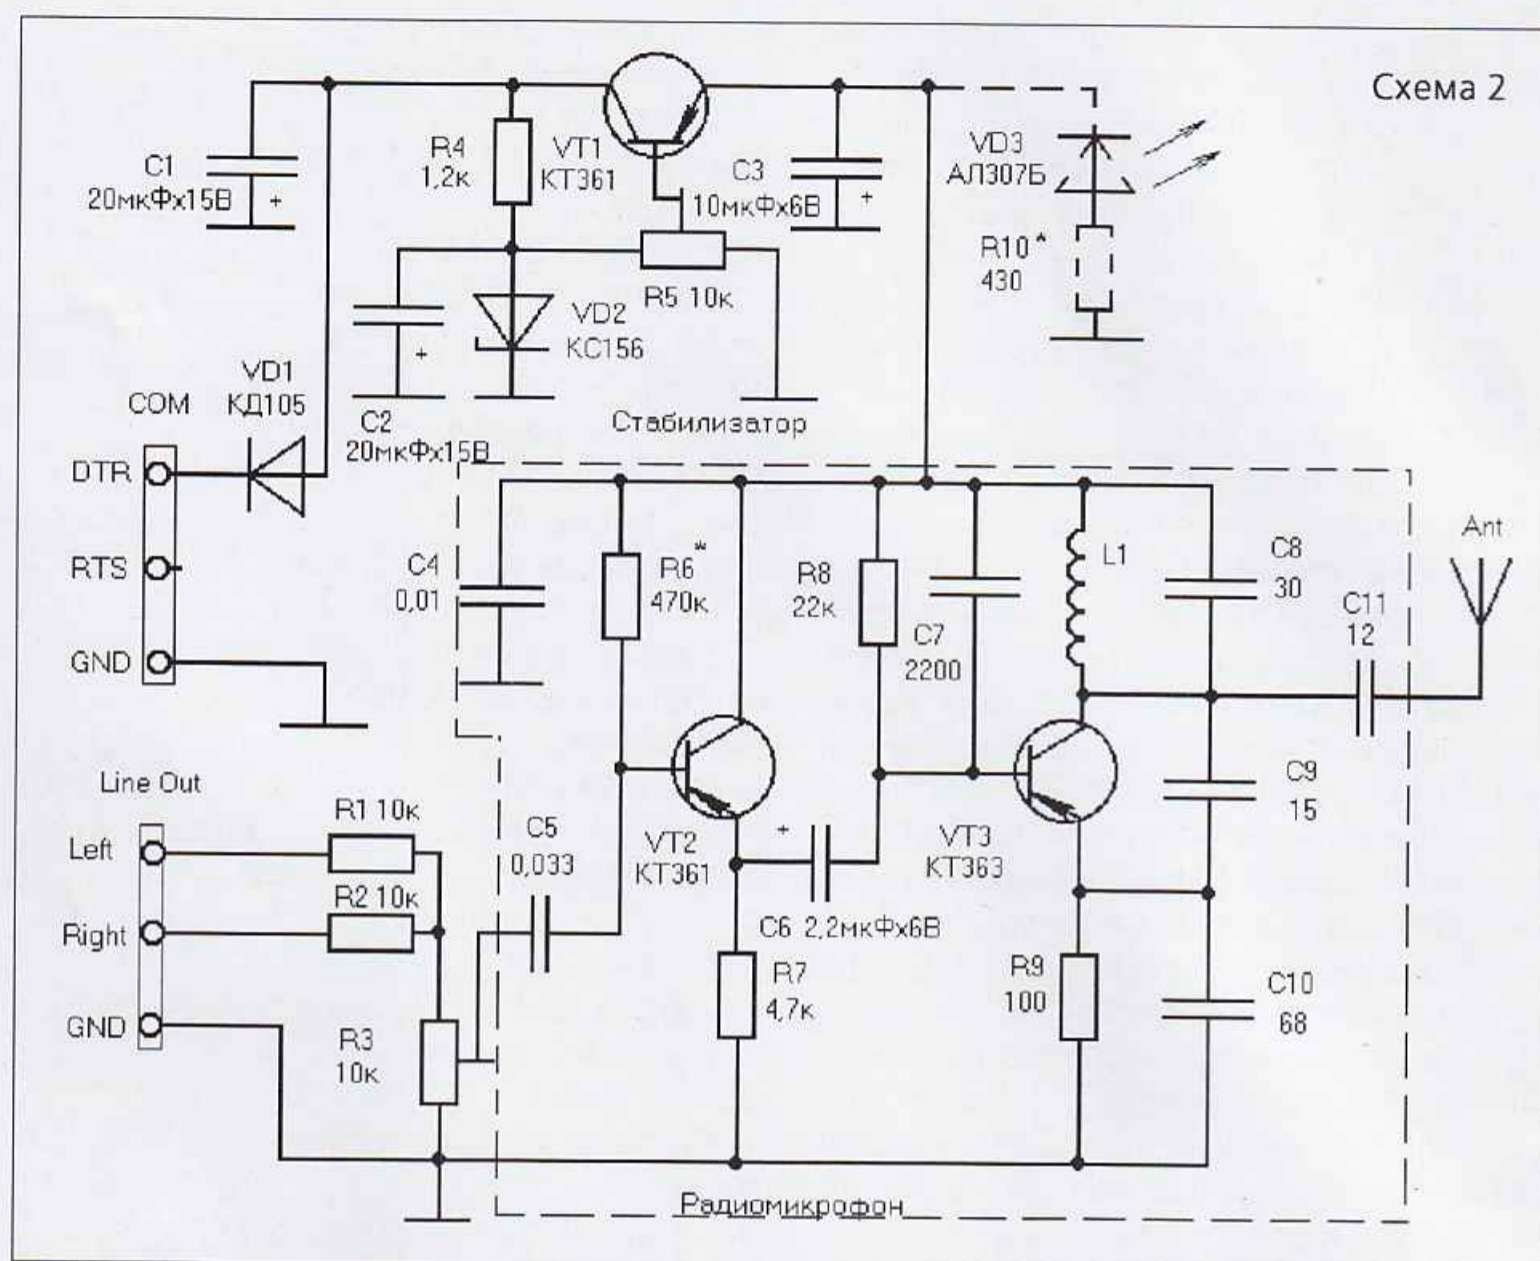 Схема 2
C1
20мкФх15В
+
R4
1,2к
VT1
КТ361
C3
10мкФх6В
+
VD3
АЛ307Б
R10*
430
R5 10к
VD2
КС156
+
C2
20мкФх15В
Стабилизатор
VD1
КД105
COM
DTR
RTS
GND
C4
0,01
R6*
470к
R8
22к
C7
2200
L1
C8
30
C11
12
Ant
Line Out
Left
Right
GND
R1 10к
R2 10к
R3
10к
C5
0,033
VT2
КТ361
+
C6 2,2мкФх6В
VT3
КТ363
C9
15
R7
4,7к
R9
100
C10
68
Радиомикрофон